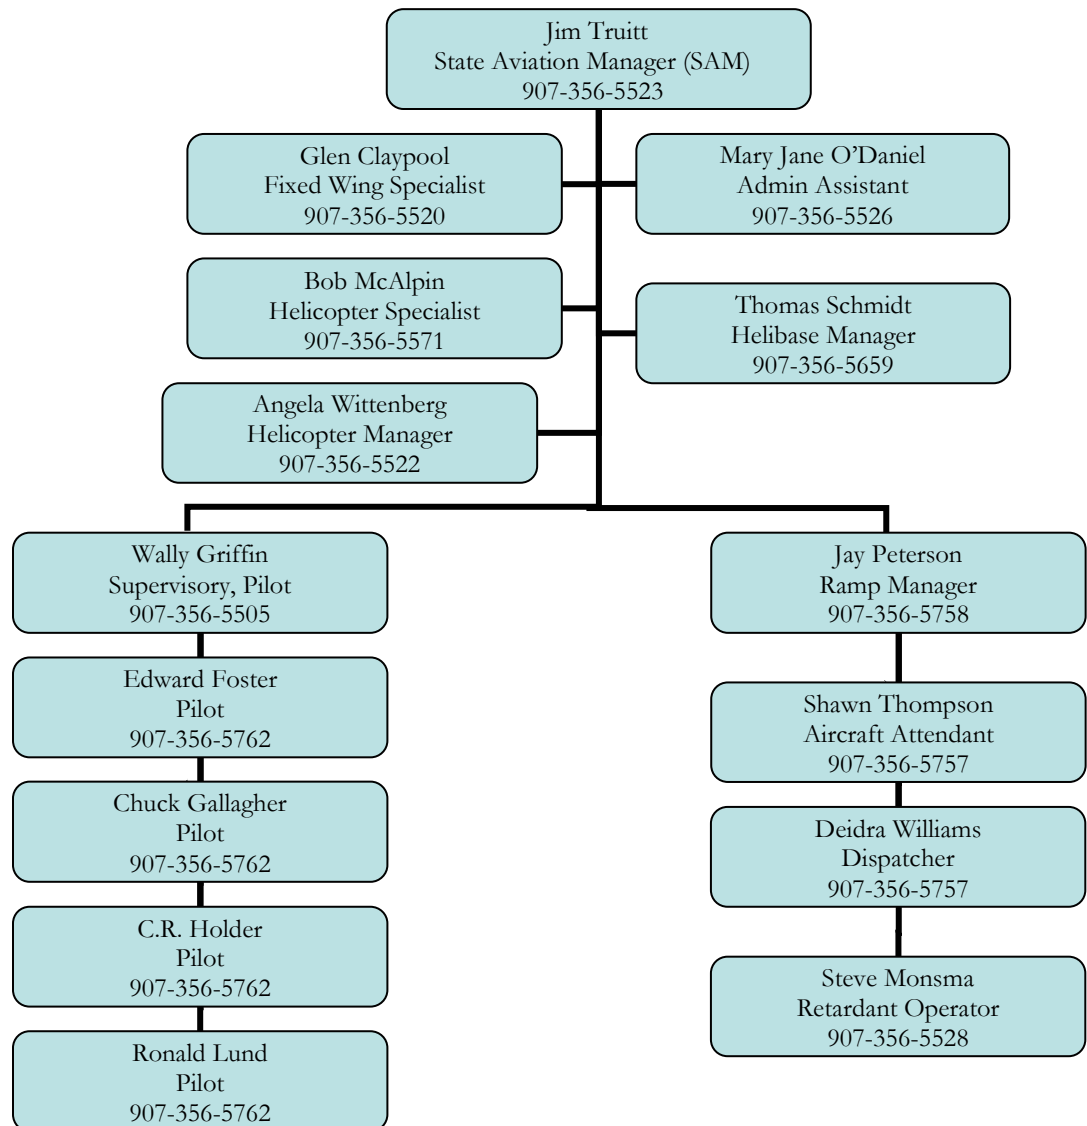 Jim Truitt
State Aviation Manager (SAM)
907-356-5523
Glen Claypool
Fixed Wing Specialist
907-356-5520
Mary Jane O’Daniel
Admin Assistant
907-356-5526
Bob McAlpin
Helicopter Specialist
907-356-5571
Thomas Schmidt
Helibase Manager
907-356-5659
Angela Wittenberg
Helicopter Manager
907-356-5522
Wally Griffin
Supervisory, Pilot
907-356-5505
Edward Foster
Pilot
907-356-5762
Chuck Gallagher
Pilot
907-356-5762
C.R. Holder
Pilot
907-356-5762
Ronald Lund
Pilot
907-356-5762
Jay Peterson
Ramp Manager
907-356-5758
Shawn Thompson
Aircraft Attendant
907-356-5757
Deidra Williams
Dispatcher
907-356-5757
Steve Monsma
Retardant Operator
907-356-5528